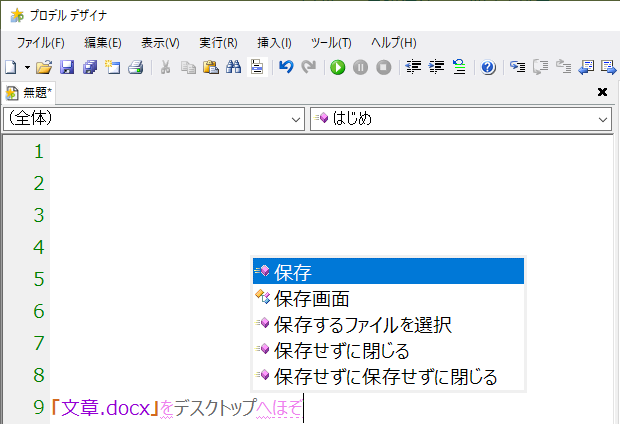 プロデル デザイナ
ファイル(F) 編集(E) 表示(V) 実行(R) 挿入(I) ツール(T) ヘルプ(H)
無題*
(全体) はじめ
1
2
3
4
5
6
7
8
9 「文章.docx」をデスクトップへほぞ
保存
保存画面
保存するファイルを選択
保存せずに閉じる
保存せずに保存せずに閉じる